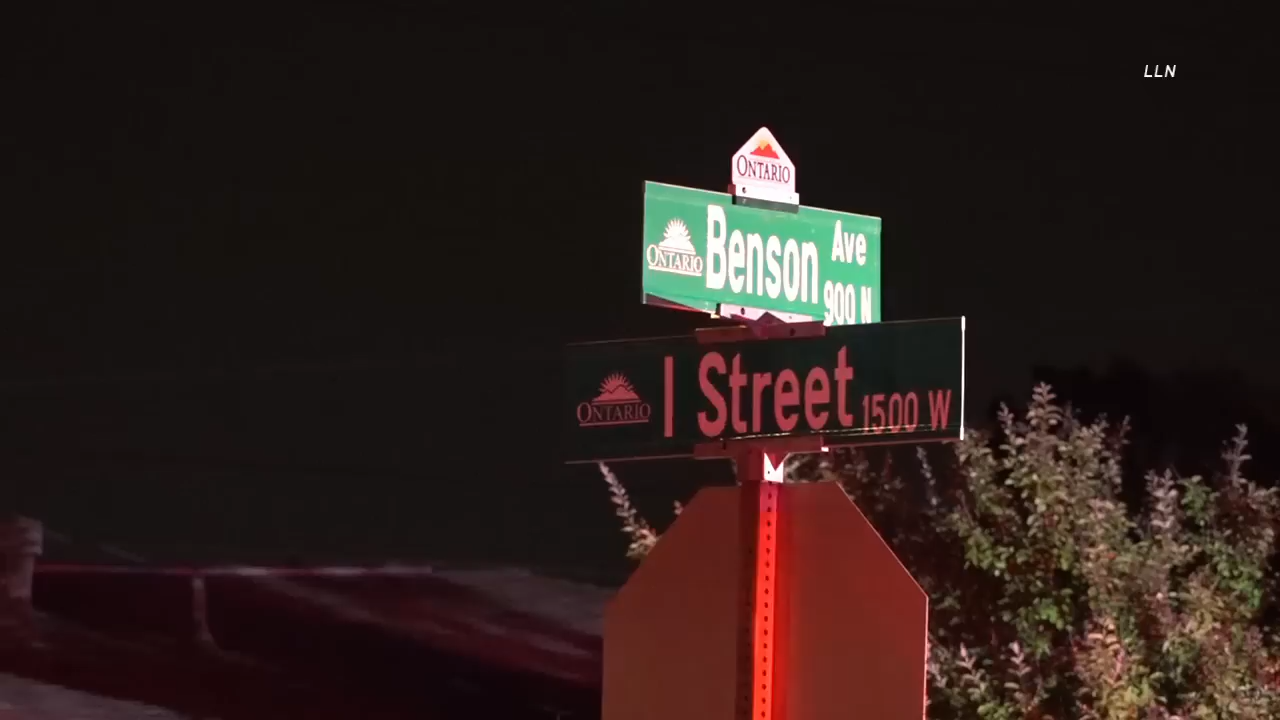 LLN
ONTARIO
ONTARIO Benson Ave
900 N
ONTARIO I Street 1500 W